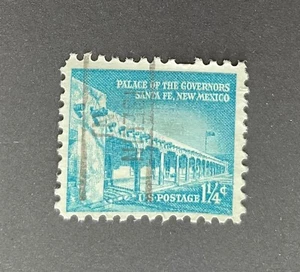 PALACE OF THE GOVERNORS
SANTA FE, NEW MEXICO
1¼¢
U.S. POSTAGE